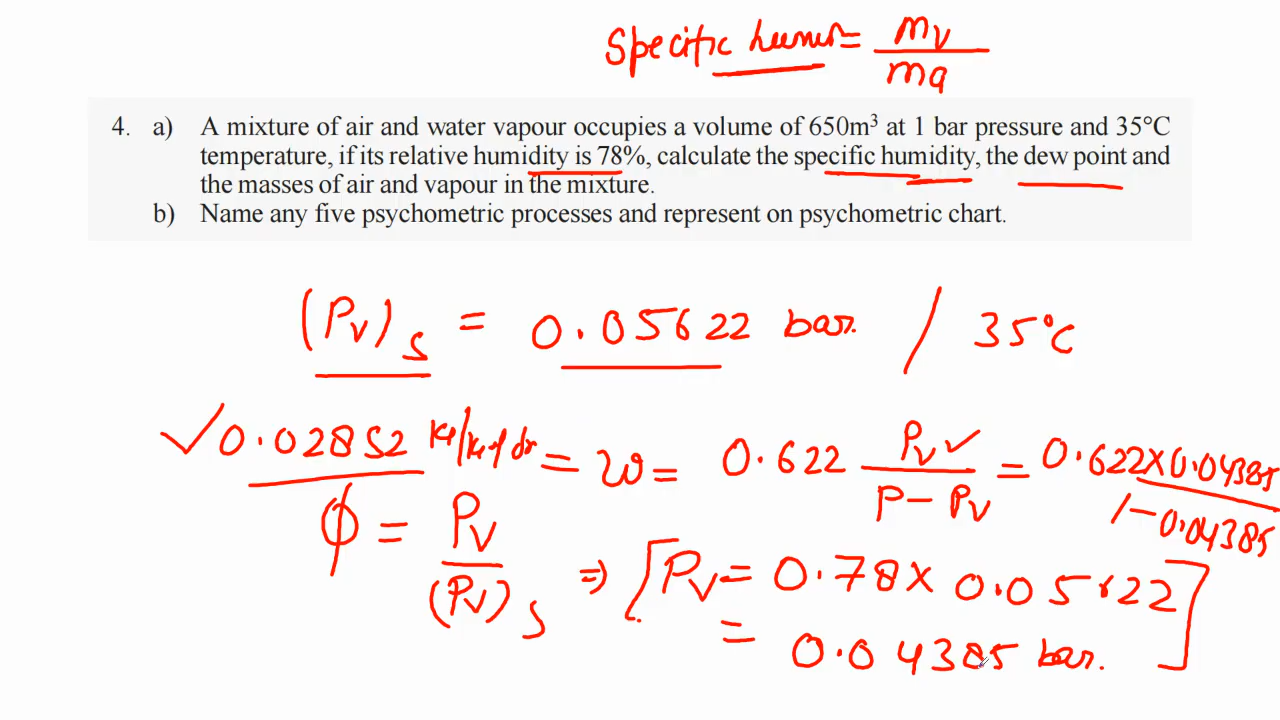 Specific humi = mv
ma
4. a) A mixture of air and water vapour occupies a volume of 650m³ at 1 bar pressure and 35°C
temperature, if its relative humidity is 78%, calculate the specific humidity, the dew point and
the masses of air and vapour in the mixture.
b) Name any five psychometric processes and represent on psychometric chart.
(Pv)s = 0.05622 bar. / 35°C
✓ 0.02852 kg/kg dr = w = 0.622 Pv ✓ = 0.622×0.04385
P − Pv 1−0.04385
φ = Pv
(Pv)s
⇒ [Pv = 0.78 × 0.05622
= 0.04385 bar.]